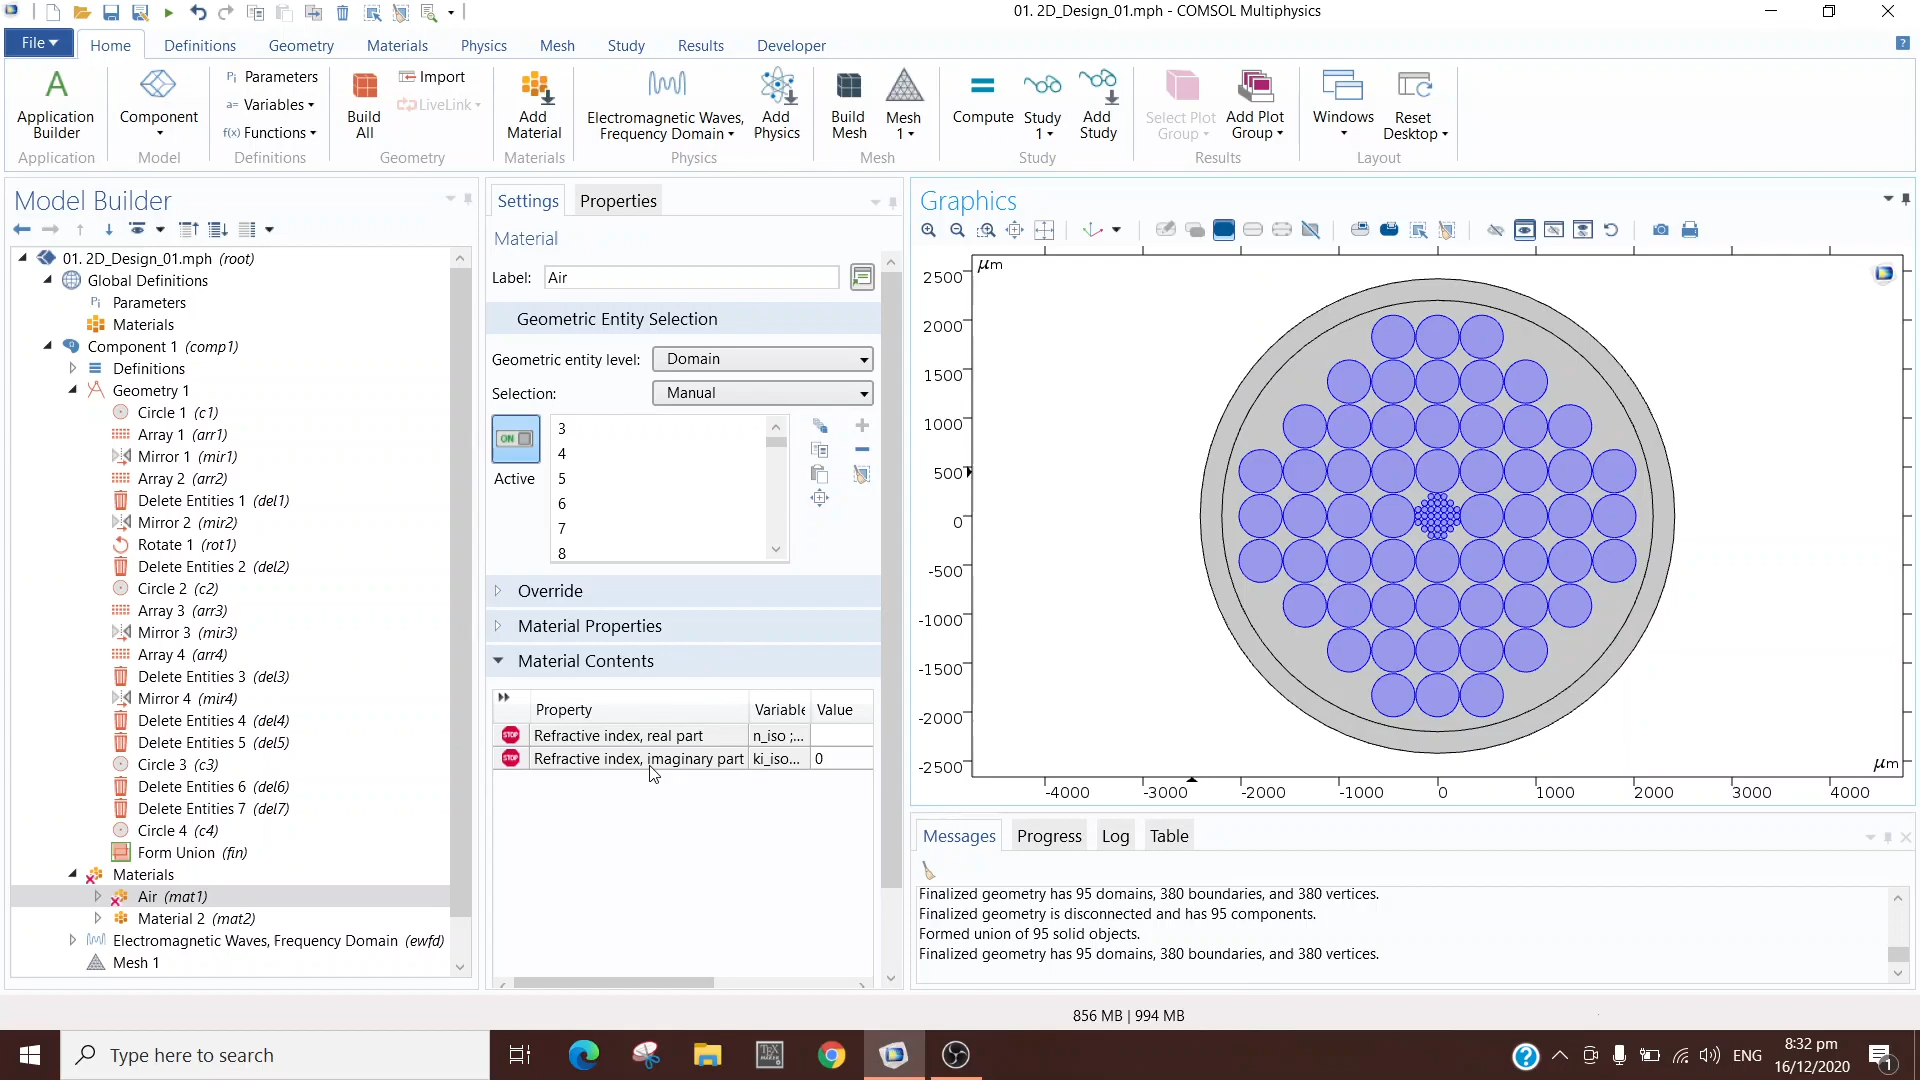 01. 2D_Design_01.mph - COMSOL Multiphysics
File
Home
Definitions
Geometry
Materials
Physics
Mesh
Study
Results
Developer
Application Builder
Application
Component
Model
Pi Parameters
a= Variables
f(x) Functions
Definitions
Build All
Import
LiveLink
Geometry
Add Material
Materials
Electromagnetic Waves, Frequency Domain
Add Physics
Physics
Build Mesh
Mesh 1
Mesh
Compute
Study 1
Add Study
Study
Select Plot Group
Add Plot Group
Results
Windows
Reset Desktop
Layout
Model Builder
01. 2D_Design_01.mph (root)
Global Definitions
Pi Parameters
Materials
Component 1 (comp1)
Definitions
Geometry 1
Circle 1 (c1)
Array 1 (arr1)
Mirror 1 (mir1)
Array 2 (arr2)
Delete Entities 1 (del1)
Mirror 2 (mir2)
Rotate 1 (rot1)
Delete Entities 2 (del2)
Circle 2 (c2)
Array 3 (arr3)
Mirror 3 (mir3)
Array 4 (arr4)
Delete Entities 3 (del3)
Mirror 4 (mir4)
Delete Entities 4 (del4)
Delete Entities 5 (del5)
Circle 3 (c3)
Delete Entities 6 (del6)
Delete Entities 7 (del7)
Circle 4 (c4)
Form Union (fin)
Materials
Air (mat1)
Material 2 (mat2)
Electromagnetic Waves, Frequency Domain (ewfd)
Mesh 1
Settings
Properties
Material
Label: Air
Geometric Entity Selection
Geometric entity level: Domain
Selection: Manual
ON
Active
3
4
5
6
7
8
Override
Material Properties
Material Contents
Property Variable Value
STOP Refractive index, real part n_iso ;...
STOP Refractive index, imaginary part ki_iso... 0
Graphics
μm
2500
2000
1500
1000
500
0
-500
-1000
-1500
-2000
-2500
μm
-4000 -3000 -2000 -1000 0 1000 2000 3000 4000
Messages
Progress
Log
Table
Finalized geometry has 95 domains, 380 boundaries, and 380 vertices.
Finalized geometry is disconnected and has 95 components.
Formed union of 95 solid objects.
Finalized geometry has 95 domains, 380 boundaries, and 380 vertices.
856 MB | 994 MB
Type here to search
TEX
MAKER
ENG
8:32 pm
16/12/2020
1